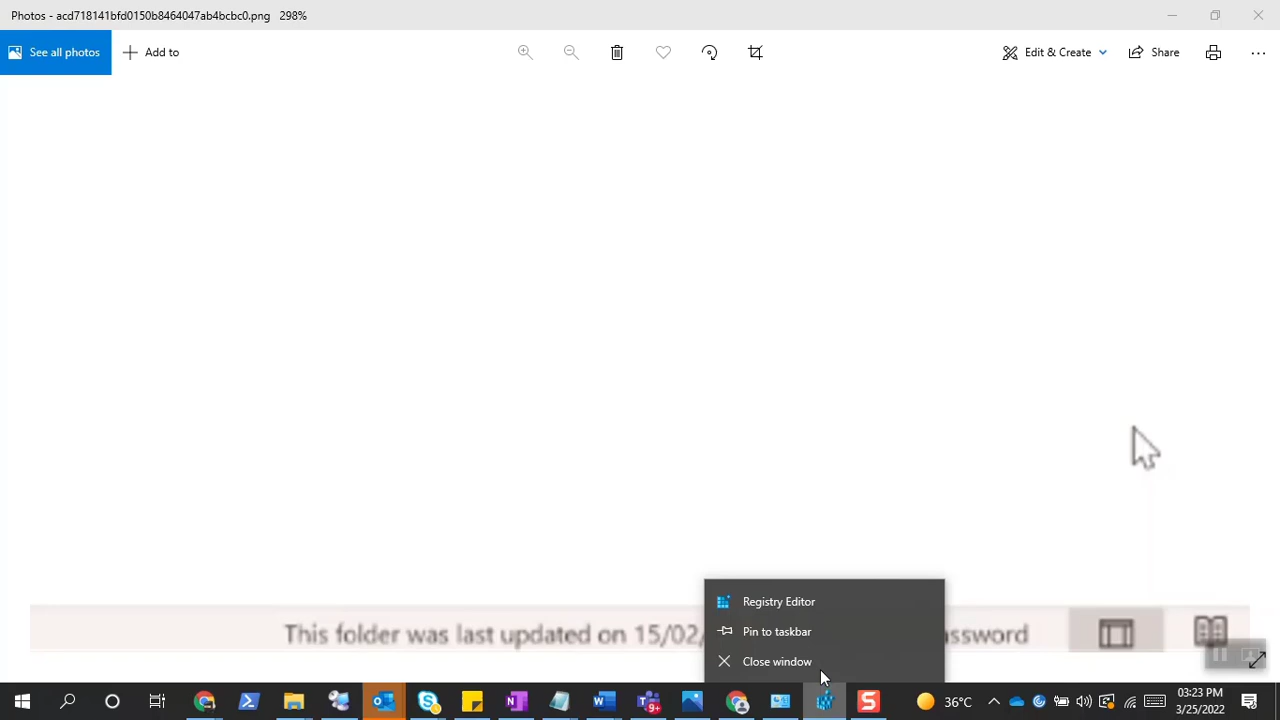 Photos - acd718141bfd0150b8464047ab4bcbc0.png 298%
See all photos
Add to
Edit & Create
Share
Registry Editor
Pin to taskbar
Close window
This folder was last updated on 15/02/
assword
9+
36°C
03:23 PM
3/25/2022